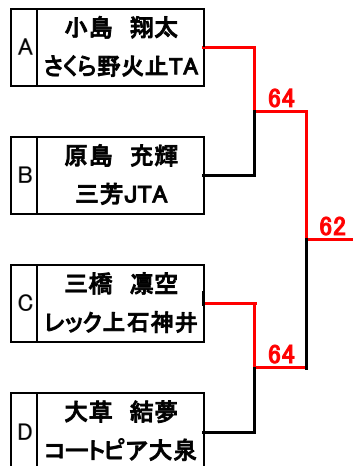 A
小島　翔太
さくら野火止TA
64
B
原島　充輝
三芳JTA
62
C
三橋　凛空
レック上石神井
64
D
大草　結夢
コートピア大泉